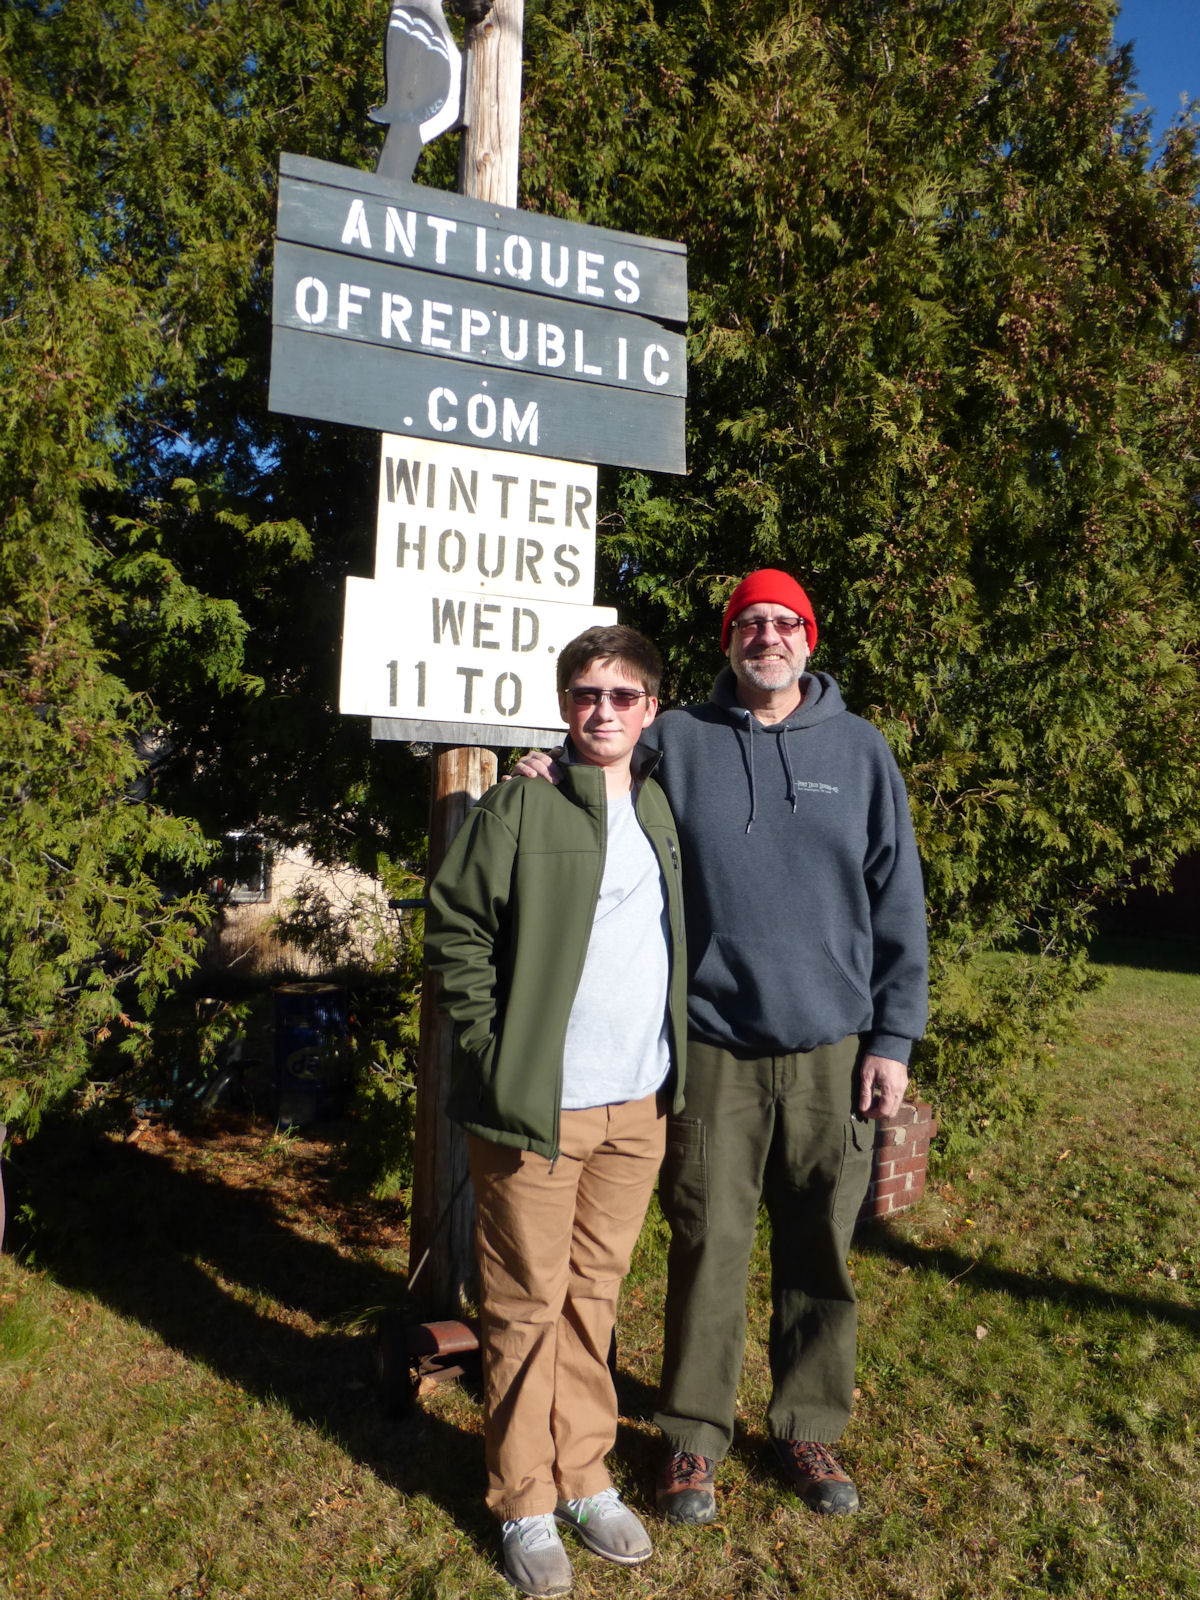 ANTIQUES
OFREPUBLIC
.COM
WINTER
HOURS
WED.
11 TO